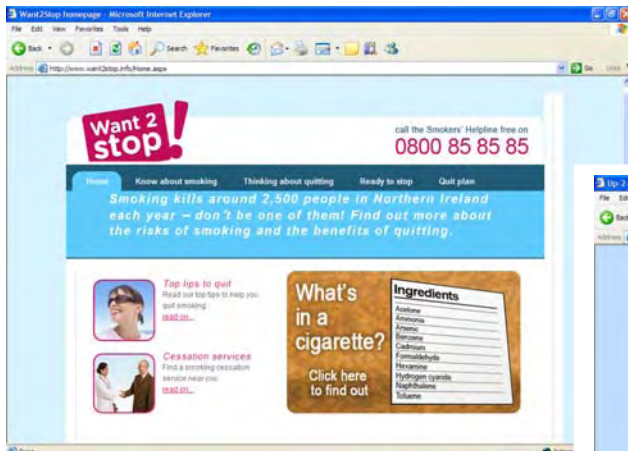 Want2Stop homepage - Microsoft Internet Explorer
File Edit View Favorites Tools Help
Back Search Favorites
Address http://www.want2stop.info/Home.aspx Go Links
Want 2 stop!
call the Smokers' Helpline free on
0800 85 85 85
Home Know about smoking Thinking about quitting Ready to stop Quit plan
Smoking kills around 2,500 people in Northern Ireland
each year – don't be one of them! Find out more about
the risks of smoking and the benefits of quitting.
Top tips to quit
Read our top tips to help you
quit smoking.
read on...
Cessation services
Find a smoking cessation
service near you.
read on...
What's
in a
cigarette?
Click here
to find out
Ingredients
Acetone
Ammonia
Arsenic
Benzene
Cadmium
Formaldehyde
Hexamine
Hydrogen cyanide
Naphthalene
Toluene
Up-2-
File Edi
Back